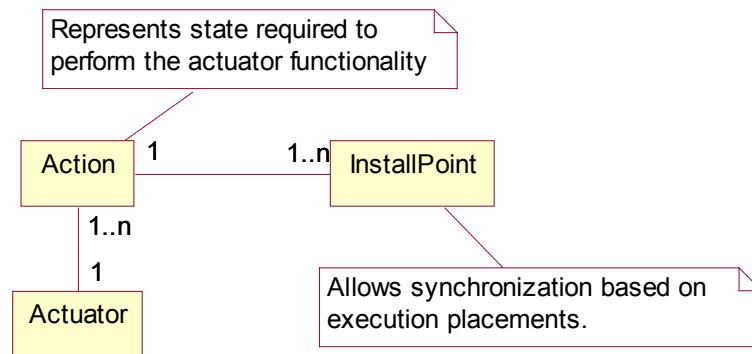 Represents state required to
perform the actuator functionality
Action
1
1..n
InstallPoint
1..n
1
Actuator
Allows synchronization based on
execution placements.